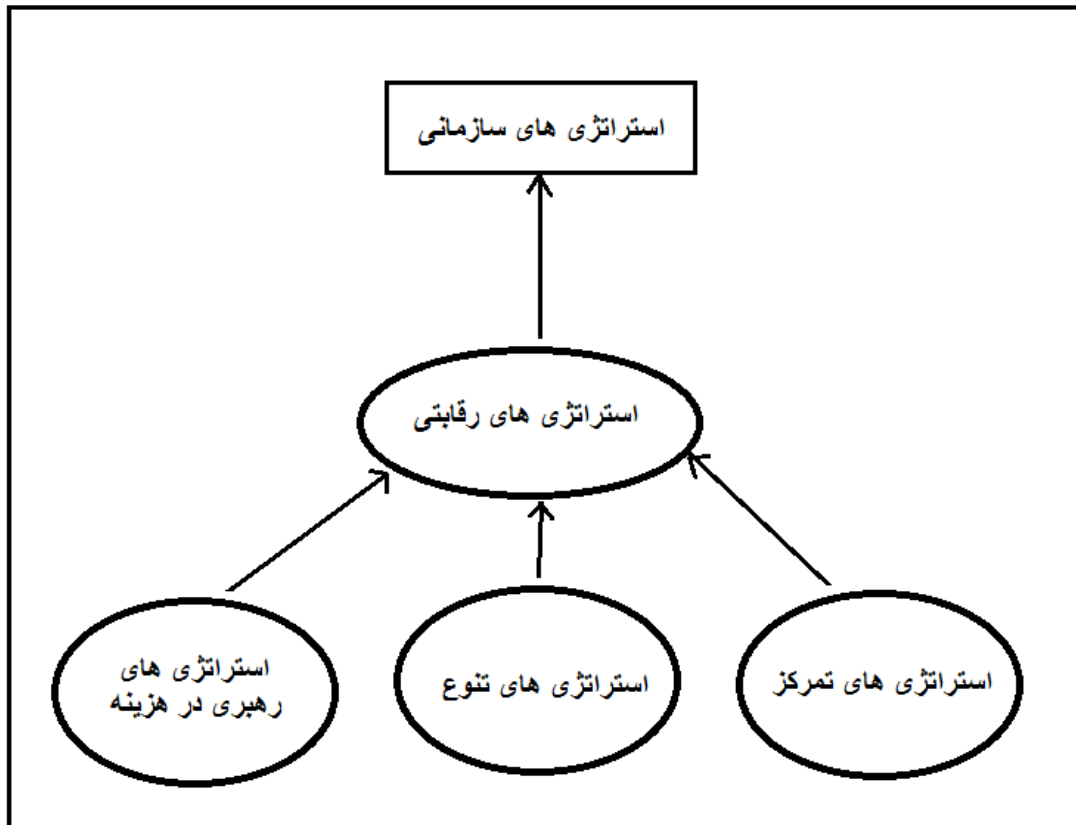 استراتژی های سازمانی
استراتژی های رقابتی
استراتژی های تمرکز
استراتژی های تنوع
استراتژی های
رهبری در هزینه